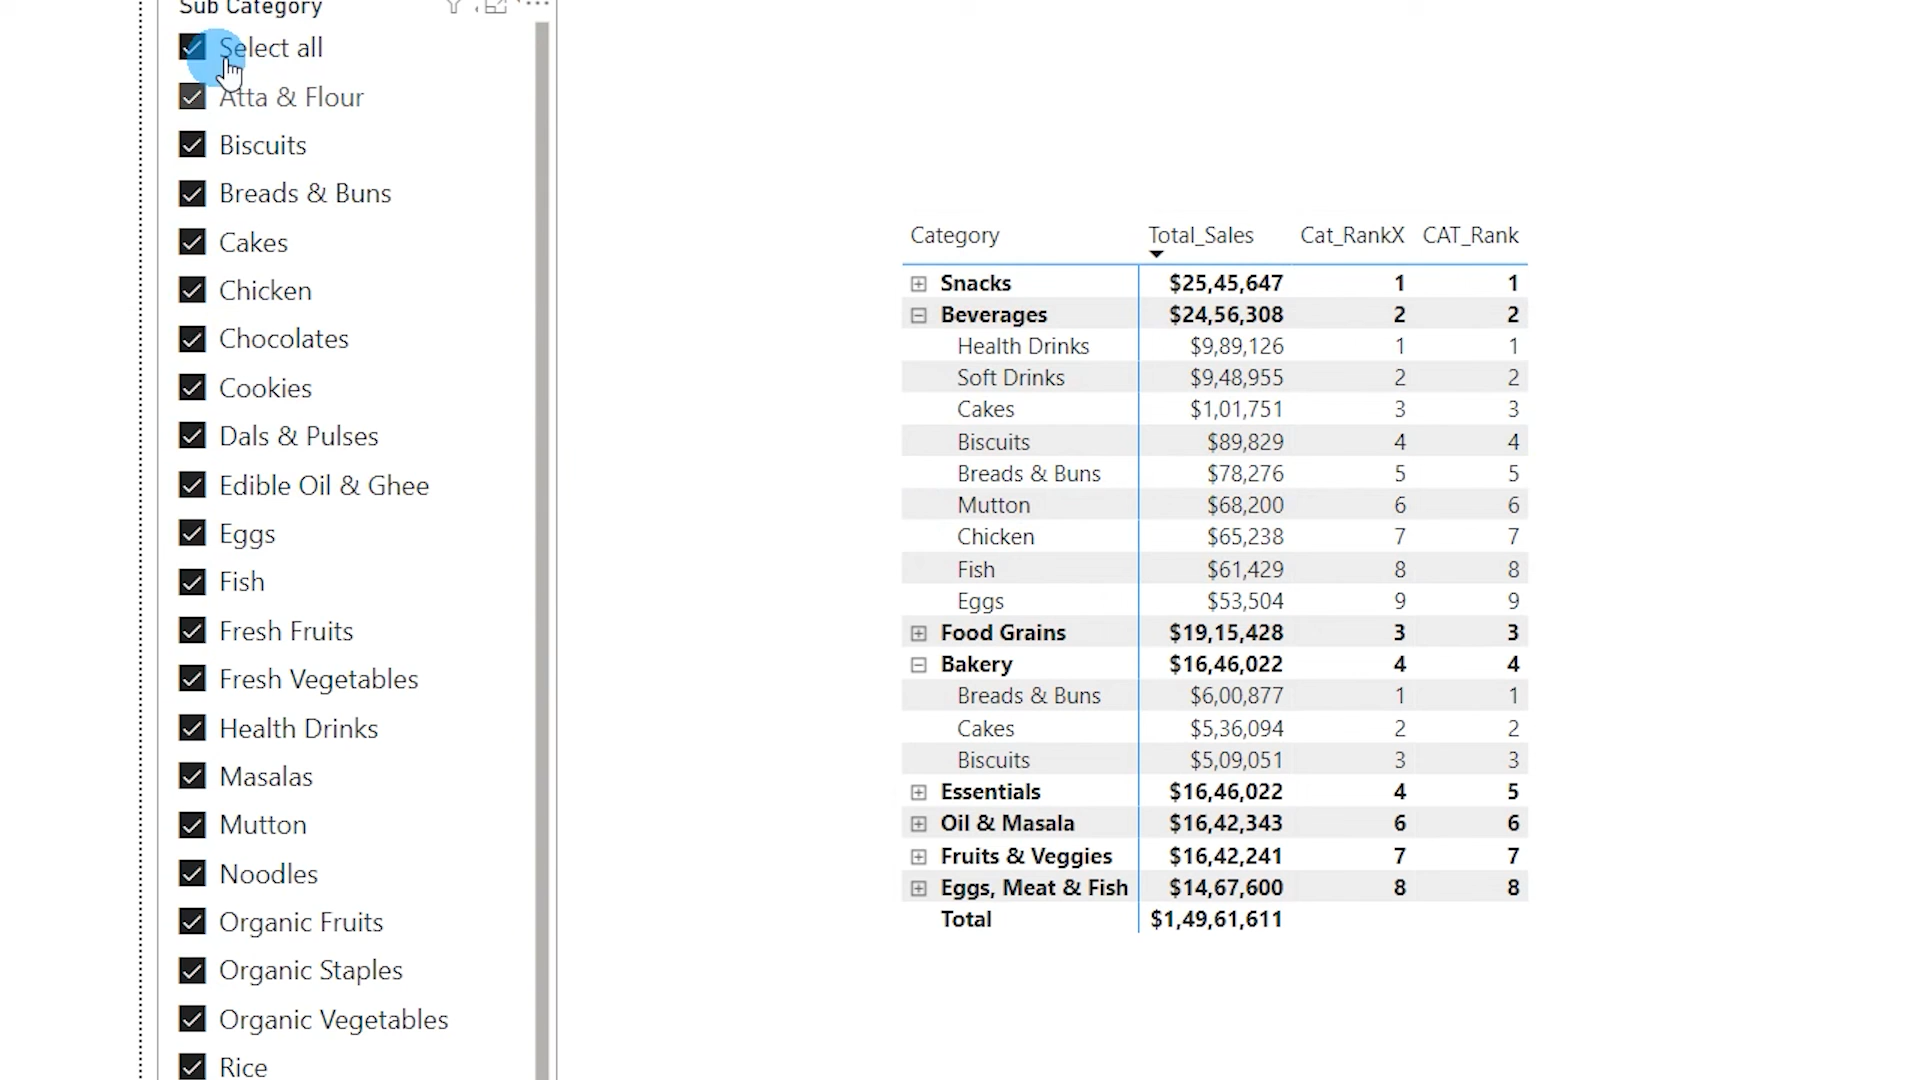 Sub Category
Select all
Atta & Flour
Biscuits
Breads & Buns
Cakes
Chicken
Chocolates
Cookies
Dals & Pulses
Edible Oil & Ghee
Eggs
Fish
Fresh Fruits
Fresh Vegetables
Health Drinks
Masalas
Mutton
Noodles
Organic Fruits
Organic Staples
Organic Vegetables
Rice
Category Total_Sales Cat_RankX CAT_Rank
Snacks $25,45,647 1 1
Beverages $24,56,308 2 2
Health Drinks $9,89,126 1 1
Soft Drinks $9,48,955 2 2
Cakes $1,01,751 3 3
Biscuits $89,829 4 4
Breads & Buns $78,276 5 5
Mutton $68,200 6 6
Chicken $65,238 7 7
Fish $61,429 8 8
Eggs $53,504 9 9
Food Grains $19,15,428 3 3
Bakery $16,46,022 4 4
Breads & Buns $6,00,877 1 1
Cakes $5,36,094 2 2
Biscuits $5,09,051 3 3
Essentials $16,46,022 4 5
Oil & Masala $16,42,343 6 6
Fruits & Veggies $16,42,241 7 7
Eggs, Meat & Fish $14,67,600 8 8
Total $1,49,61,611